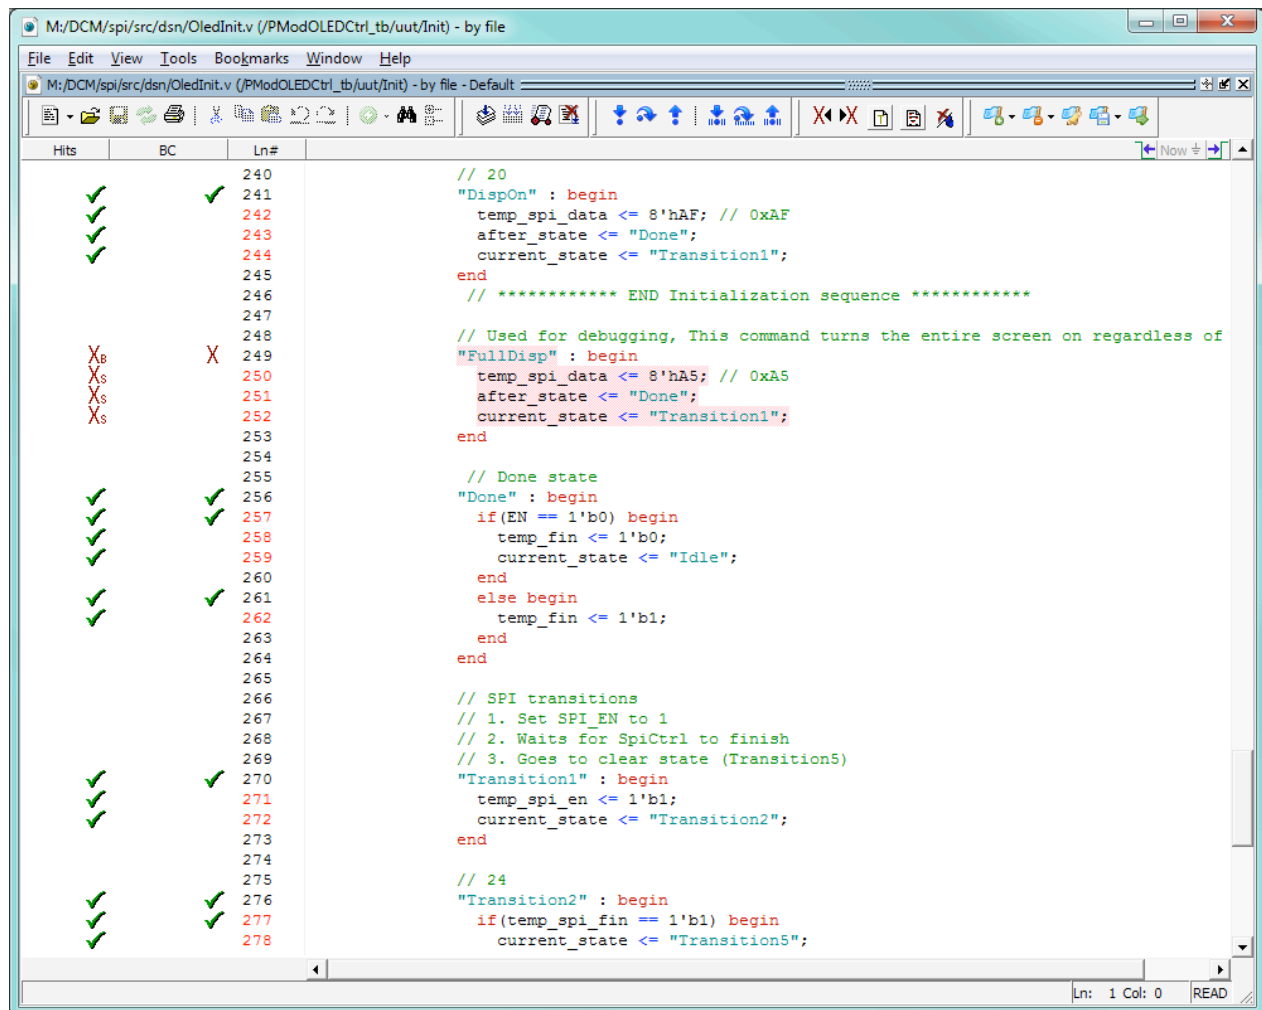 M:/DCM/spi/src/dsn/OledInit.v (/PModOLEDCtrl_tb/uut/Init) - by file
File Edit View Tools Bookmarks Window Help
M:/DCM/spi/src/dsn/OledInit.v (/PModOLEDCtrl_tb/uut/Init) - by file - Default
Hits BC Ln# Now
240 // 20
241 "DispOn" : begin
242 temp_spi_data <= 8'hAF; // 0xAF
243 after_state <= "Done";
244 current_state <= "Transition1";
245 end
246 // ************ END Initialization sequence ************
247
248 // Used for debugging, This command turns the entire screen on regardless of
XB X 249 "FullDisp" : begin
XS 250 temp_spi_data <= 8'hA5; // 0xA5
XS 251 after_state <= "Done";
XS 252 current_state <= "Transition1";
253 end
254
255 // Done state
256 "Done" : begin
257 if(EN == 1'b0) begin
258 temp_fin <= 1'b0;
259 current_state <= "Idle";
260 end
261 else begin
262 temp_fin <= 1'b1;
263 end
264 end
265
266 // SPI transitions
267 // 1. Set SPI_EN to 1
268 // 2. Waits for SpiCtrl to finish
269 // 3. Goes to clear state (Transition5)
270 "Transition1" : begin
271 temp_spi_en <= 1'b1;
272 current_state <= "Transition2";
273 end
274
275 // 24
276 "Transition2" : begin
277 if(temp_spi_fin == 1'b1) begin
278 current_state <= "Transition5";
Ln: 1 Col: 0 READ